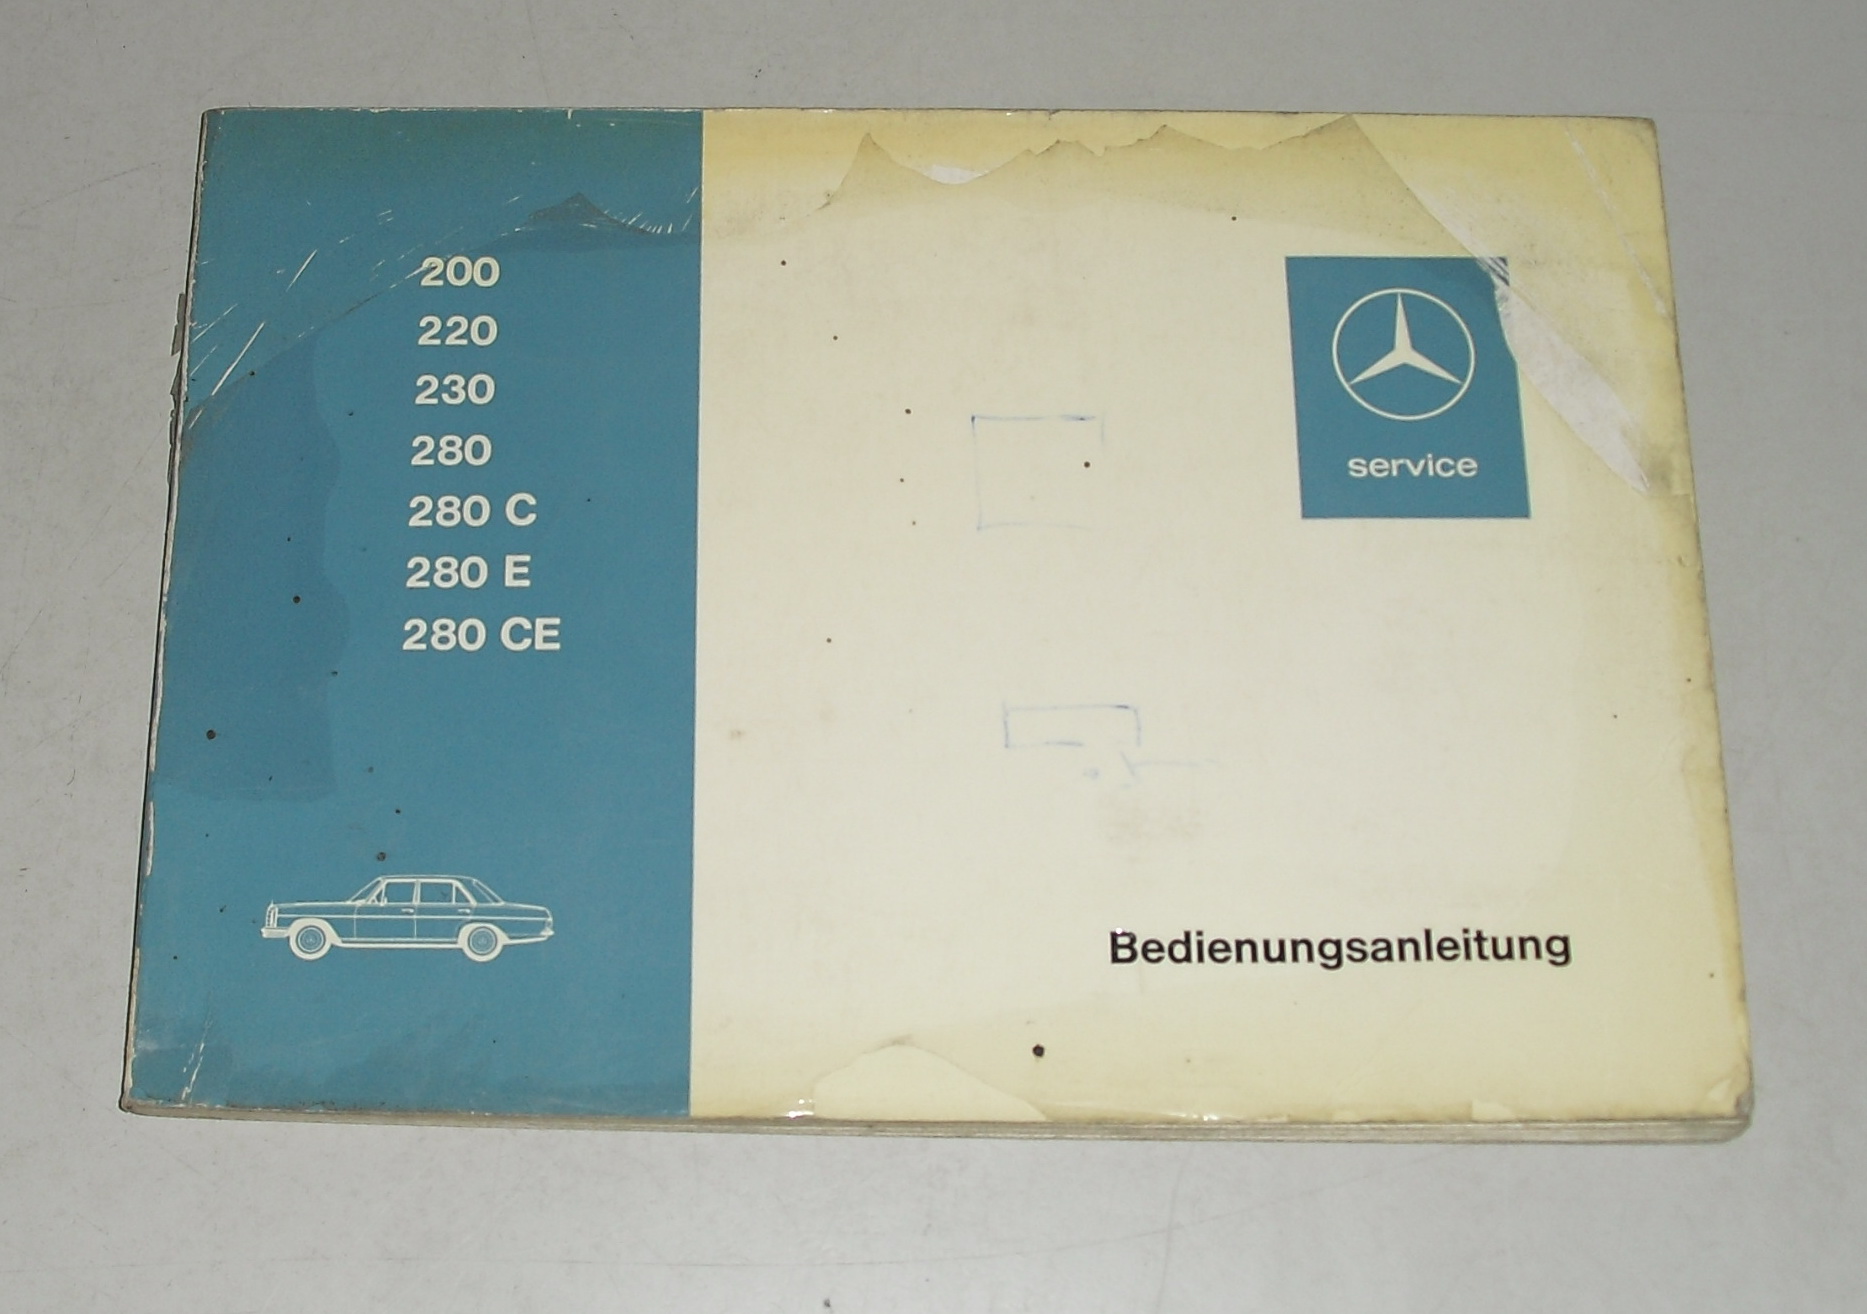 200
220
230
280
280 C
280 E
280 CE
service
Bedienungsanleitung